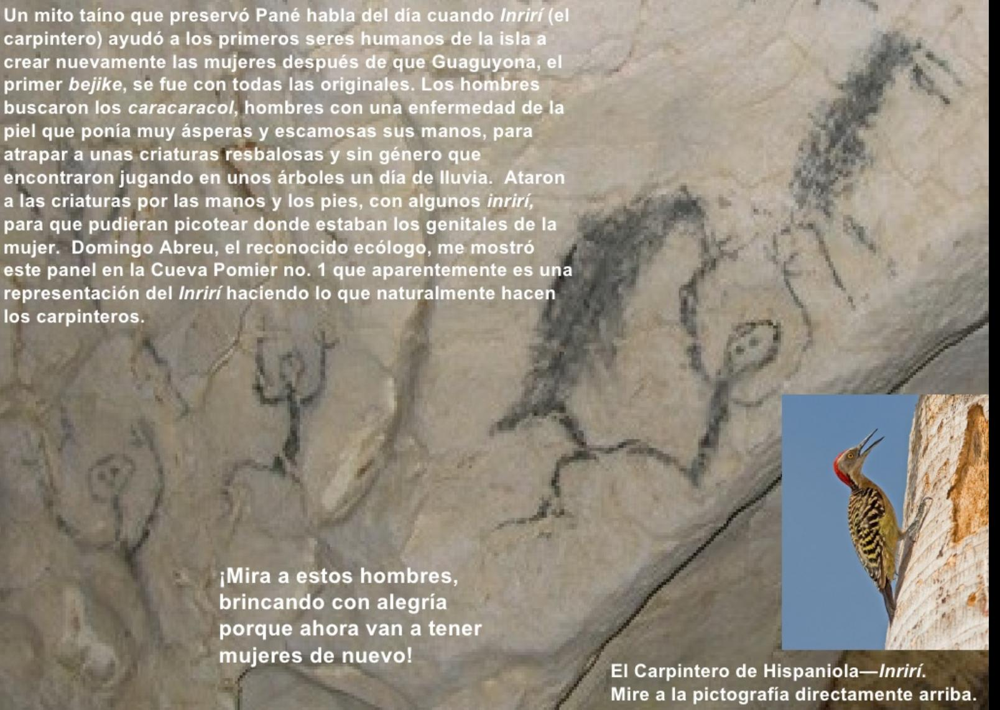 Un mito taíno que preservó Pané habla del día cuando Inrirí (el
carpintero) ayudó a los primeros seres humanos de la isla a
crear nuevamente las mujeres después de que Guaguyona, el
primer bejike, se fue con todas las originales. Los hombres
buscaron los caracaracol, hombres con una enfermedad de la
piel que ponía muy ásperas y escamosas sus manos, para
atrapar a unas criaturas resbalosas y sin género que
encontraron jugando en unos árboles un día de lluvia.  Ataron
a las criaturas por las manos y los pies, con algunos inrirí,
para que pudieran picotear donde estaban los genitales de la
mujer.  Domingo Abreu, el reconocido ecólogo, me mostró
este panel en la Cueva Pomier no. 1 que aparentemente es una
representación del Inrirí haciendo lo que naturalmente hacen
los carpinteros.
¡Mira a estos hombres,
brincando con alegría
porque ahora van a tener
mujeres de nuevo!
El Carpintero de Hispaniola—Inrirí.
Mire a la pictografía directamente arriba.